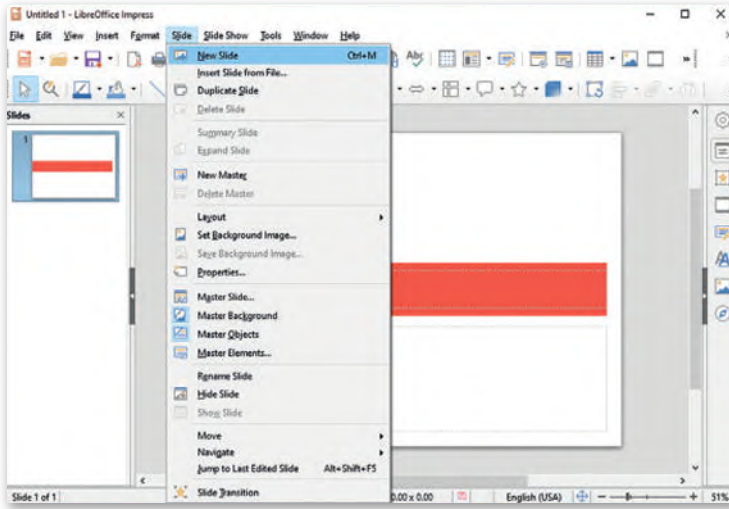 Untitled 1 - LibreOffice Impress
File Edit View Insert Format Slide Slide Show Tools Window Help
New Slide Ctrl+M
Insert Slide from File...
Duplicate Slide
Delete Slide
Summary Slide
Expand Slide
New Master
Delete Master
Layout
Set Background Image...
Save Background Image...
Properties...
Master Slide...
Master Background
Master Objects
Master Elements...
Rename Slide
Hide Slide
Show Slide
Move
Navigate
Jump to Last Edited Slide Alt+Shift+F5
Slide Transition
Slides
1
Slide 1 of 1 0.00 x 0.00 English (USA) 51%